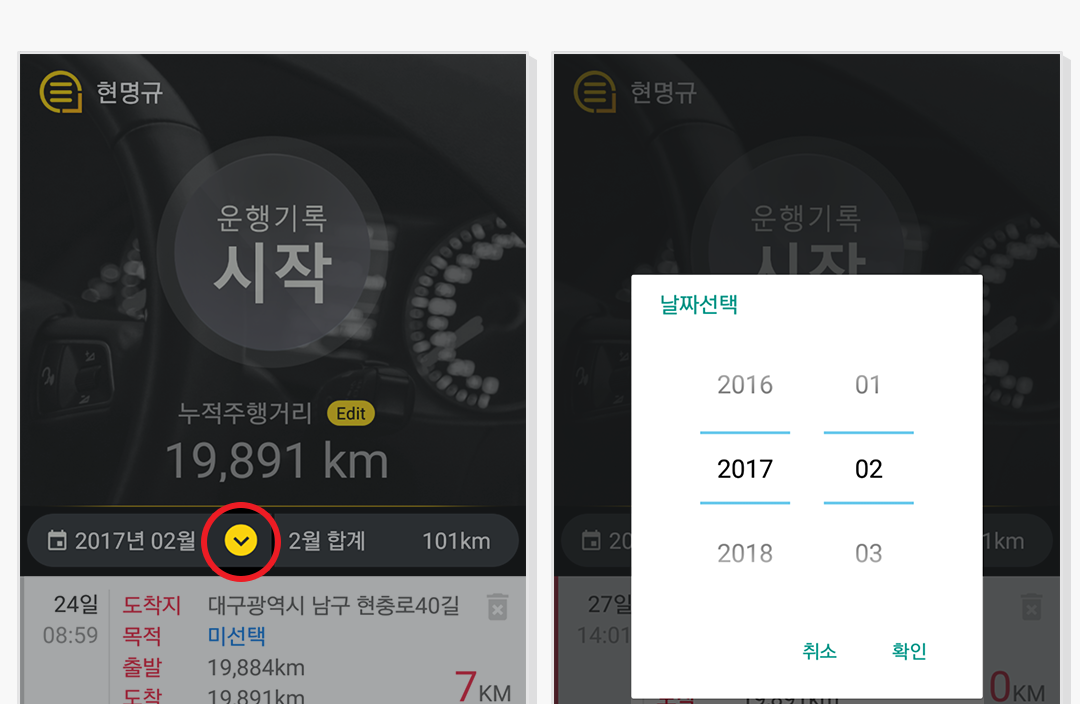 현명규
운행기록
시작
누적주행거리 Edit
19,891 km
2017년 02월 2월 합계 101km
24일 도착지 대구광역시 남구 현충로40길
08:59 목적 미선택
출발 19,884km
도착 19,891km
7KM
현명규
운행기록
시작
날짜선택
2016 01
2017 02
2018 03
취소 확인
20
1km
27일
14:01
19,891km
0KM